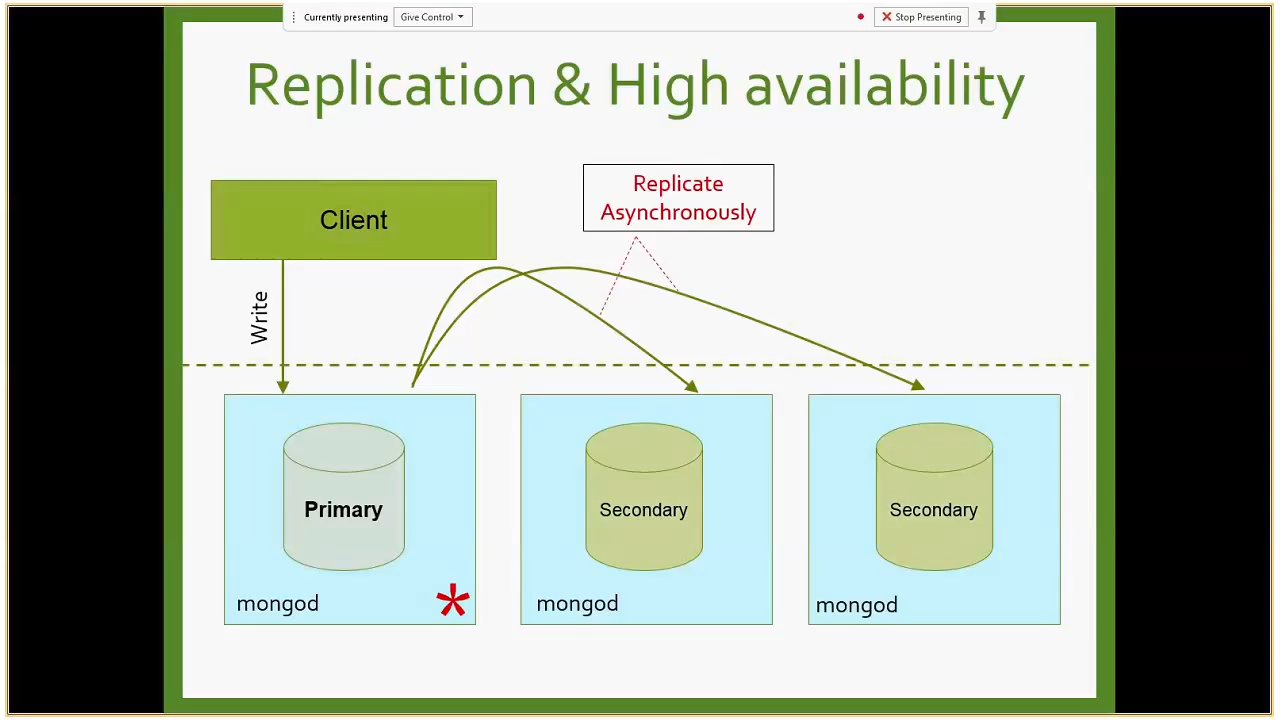 Currently presenting
Give Control
Stop Presenting
Replication & High availability
Client
Replicate
Asynchronously
Write
Primary
Secondary
Secondary
mongod
*
mongod
mongod